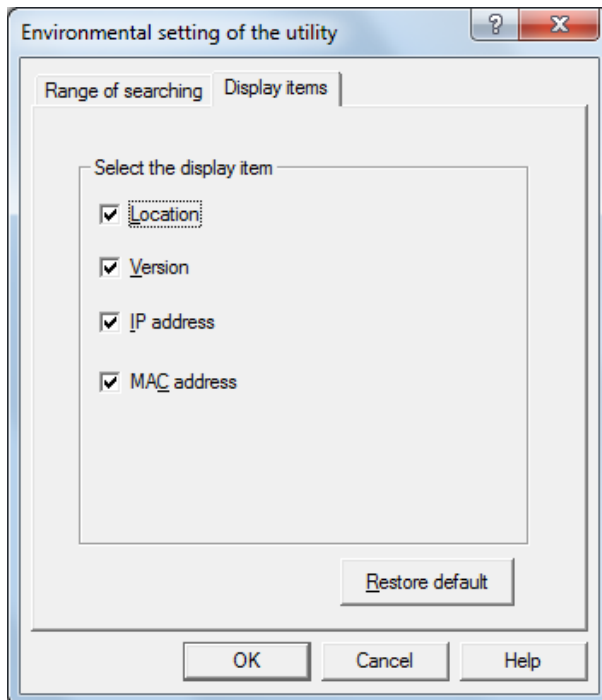 Environmental setting of the utility
Range of searching Display items
Select the display item
Location
Version
IP address
MAC address
Restore default
OK Cancel Help